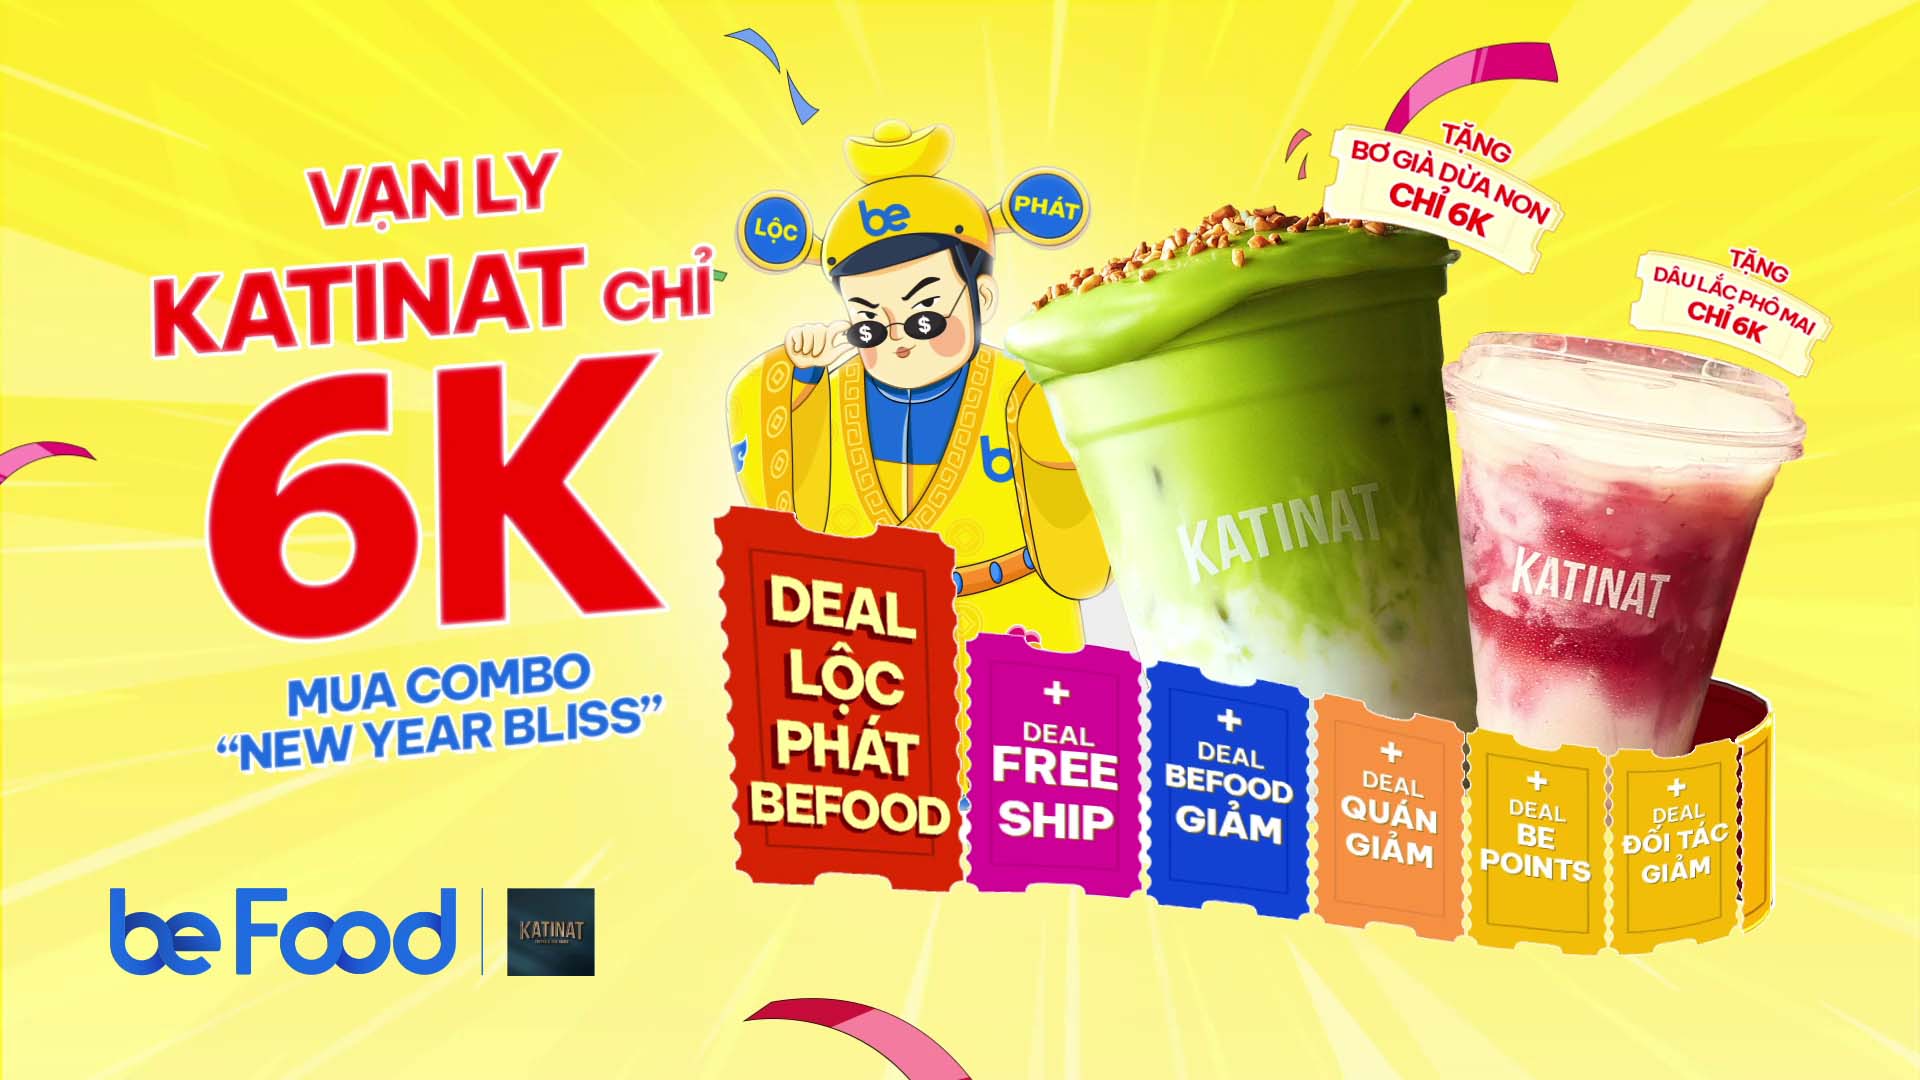 VẠN LY
KATINAT CHỈ
6K
MUA COMBO
“NEW YEAR BLISS”
be Food
KATINAT
LỘC
be
PHÁT
$ $
be
TẶNG
BƠ GIÀ DỪA NON
CHỈ 6K
TẶNG
DÂU LẮC PHÔ MAI
CHỈ 6K
KATINAT
KATINAT
DEAL
LỘC
PHÁT
BEFOOD
+
DEAL
FREE
SHIP
+
DEAL
BEFOOD
GIẢM
+
DEAL
QUÁN
GIẢM
+
DEAL
BE
POINTS
+
DEAL
ĐỐI TÁC
GIẢM